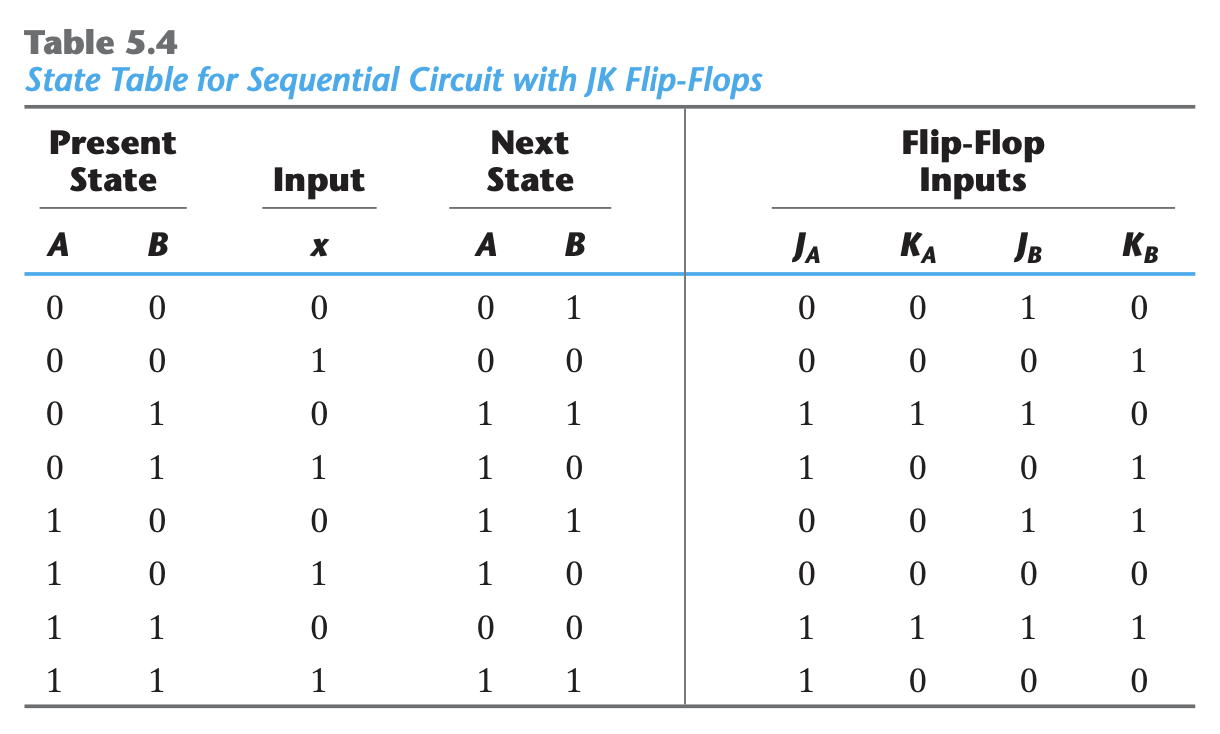 Table 5.4
State Table for Sequential Circuit with JK Flip-Flops
Present State Input Next State Flip-Flop Inputs
A B x A B J_A K_A J_B K_B
0 0 0 0 1 0 0 1 0
0 0 1 0 0 0 0 0 1
0 1 0 1 1 1 1 1 0
0 1 1 1 0 1 0 0 1
1 0 0 1 1 0 0 1 1
1 0 1 1 0 0 0 0 0
1 1 0 0 0 1 1 1 1
1 1 1 1 1 1 0 0 0